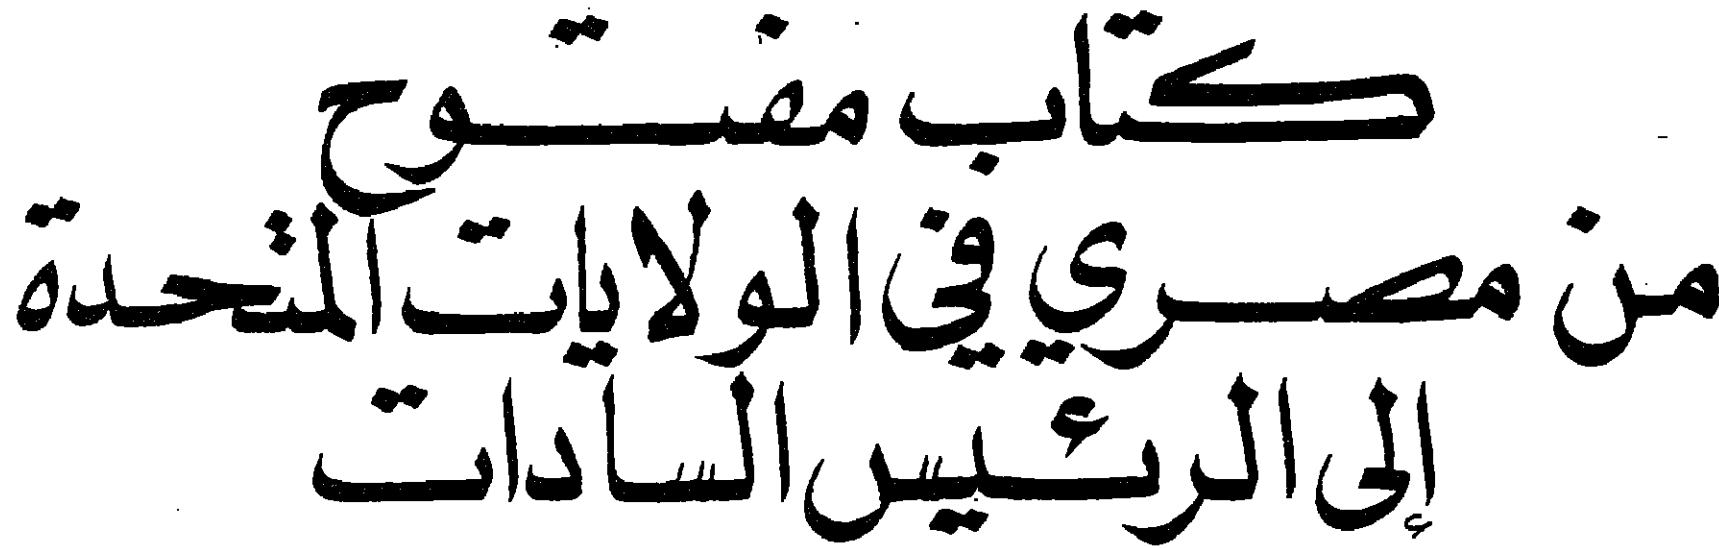 كتاب مفتوح
من مصري في الولايات المتحدة
إلى الرئيس السادات